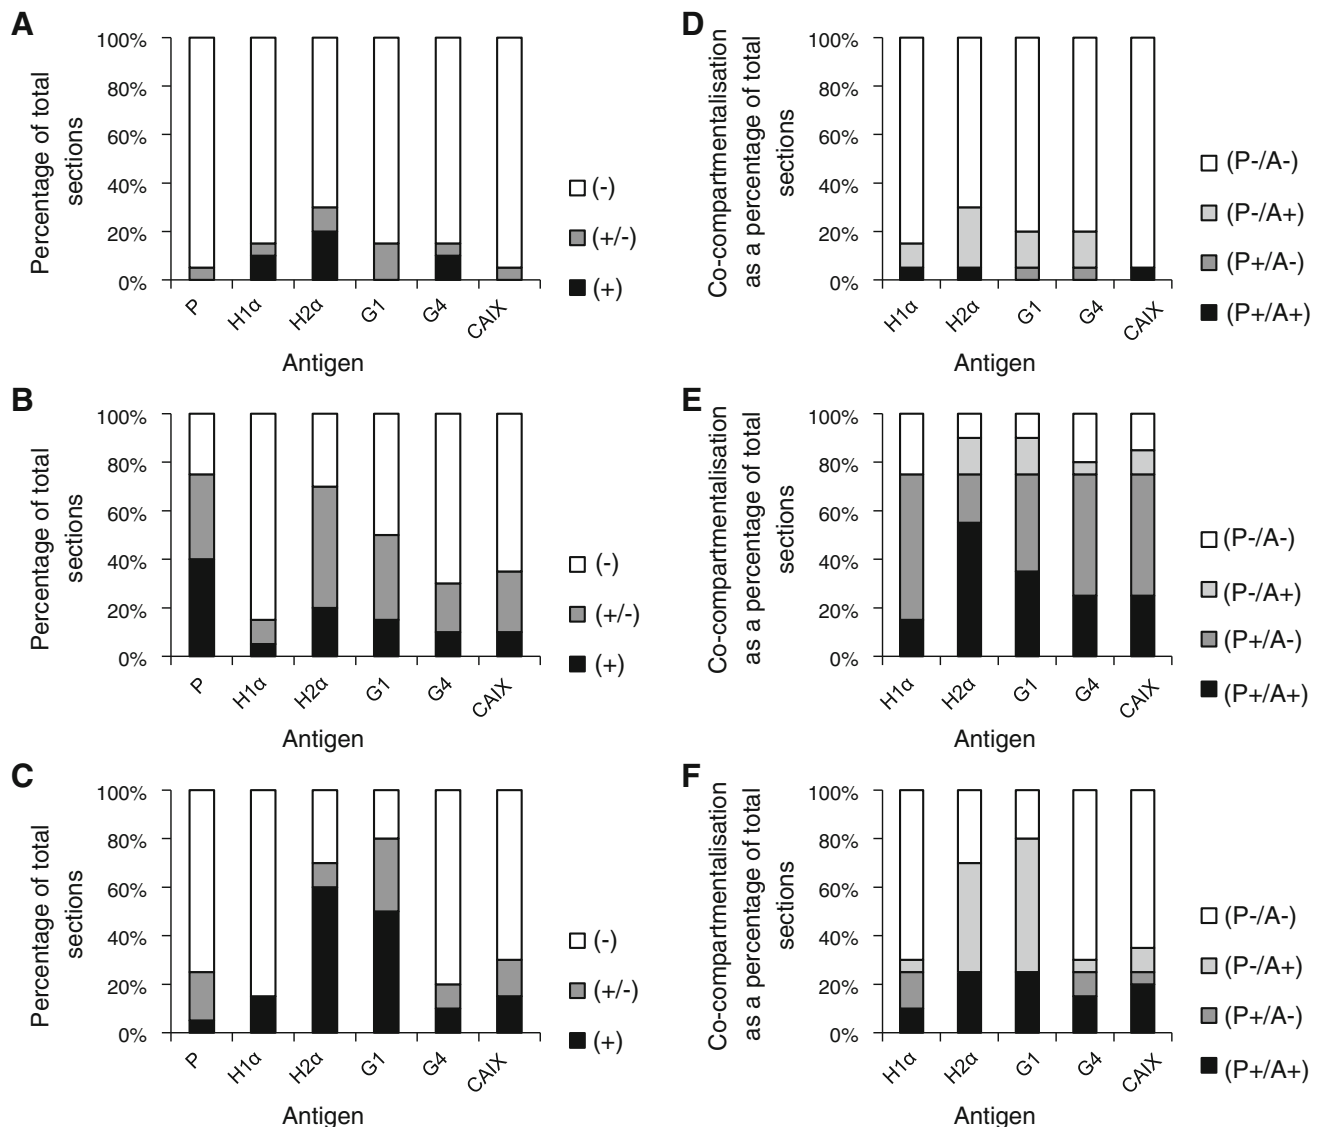 A
Percentage of total
sections
100%
80%
60%
40%
20%
0%
P
H1α
H2α
G1
G4
CAIX
Antigen
(-)
(+/-)
(+)
D
Co-compartmentalisation
as a percentage of total
sections
100%
80%
60%
40%
20%
0%
H1α
H2α
G1
G4
CAIX
Antigen
(P-/A-)
(P-/A+)
(P+/A-)
(P+/A+)
B
Percentage of total
sections
100%
80%
60%
40%
20%
0%
P
H1α
H2α
G1
G4
CAIX
Antigen
(-)
(+/-)
(+)
E
Co-compartmentalisation
as a percentage of total
sections
100%
80%
60%
40%
20%
0%
H1α
H2α
G1
G4
CAIX
Antigen
(P-/A-)
(P-/A+)
(P+/A-)
(P+/A+)
C
Percentage of total
sections
100%
80%
60%
40%
20%
0%
P
H1α
H2α
G1
G4
CAIX
Antigen
(-)
(+/-)
(+)
F
Co-compartmentalisation
as a percentage of total
sections
100%
80%
60%
40%
20%
0%
H1α
H2α
G1
G4
CAIX
Antigen
(P-/A-)
(P-/A+)
(P+/A-)
(P+/A+)